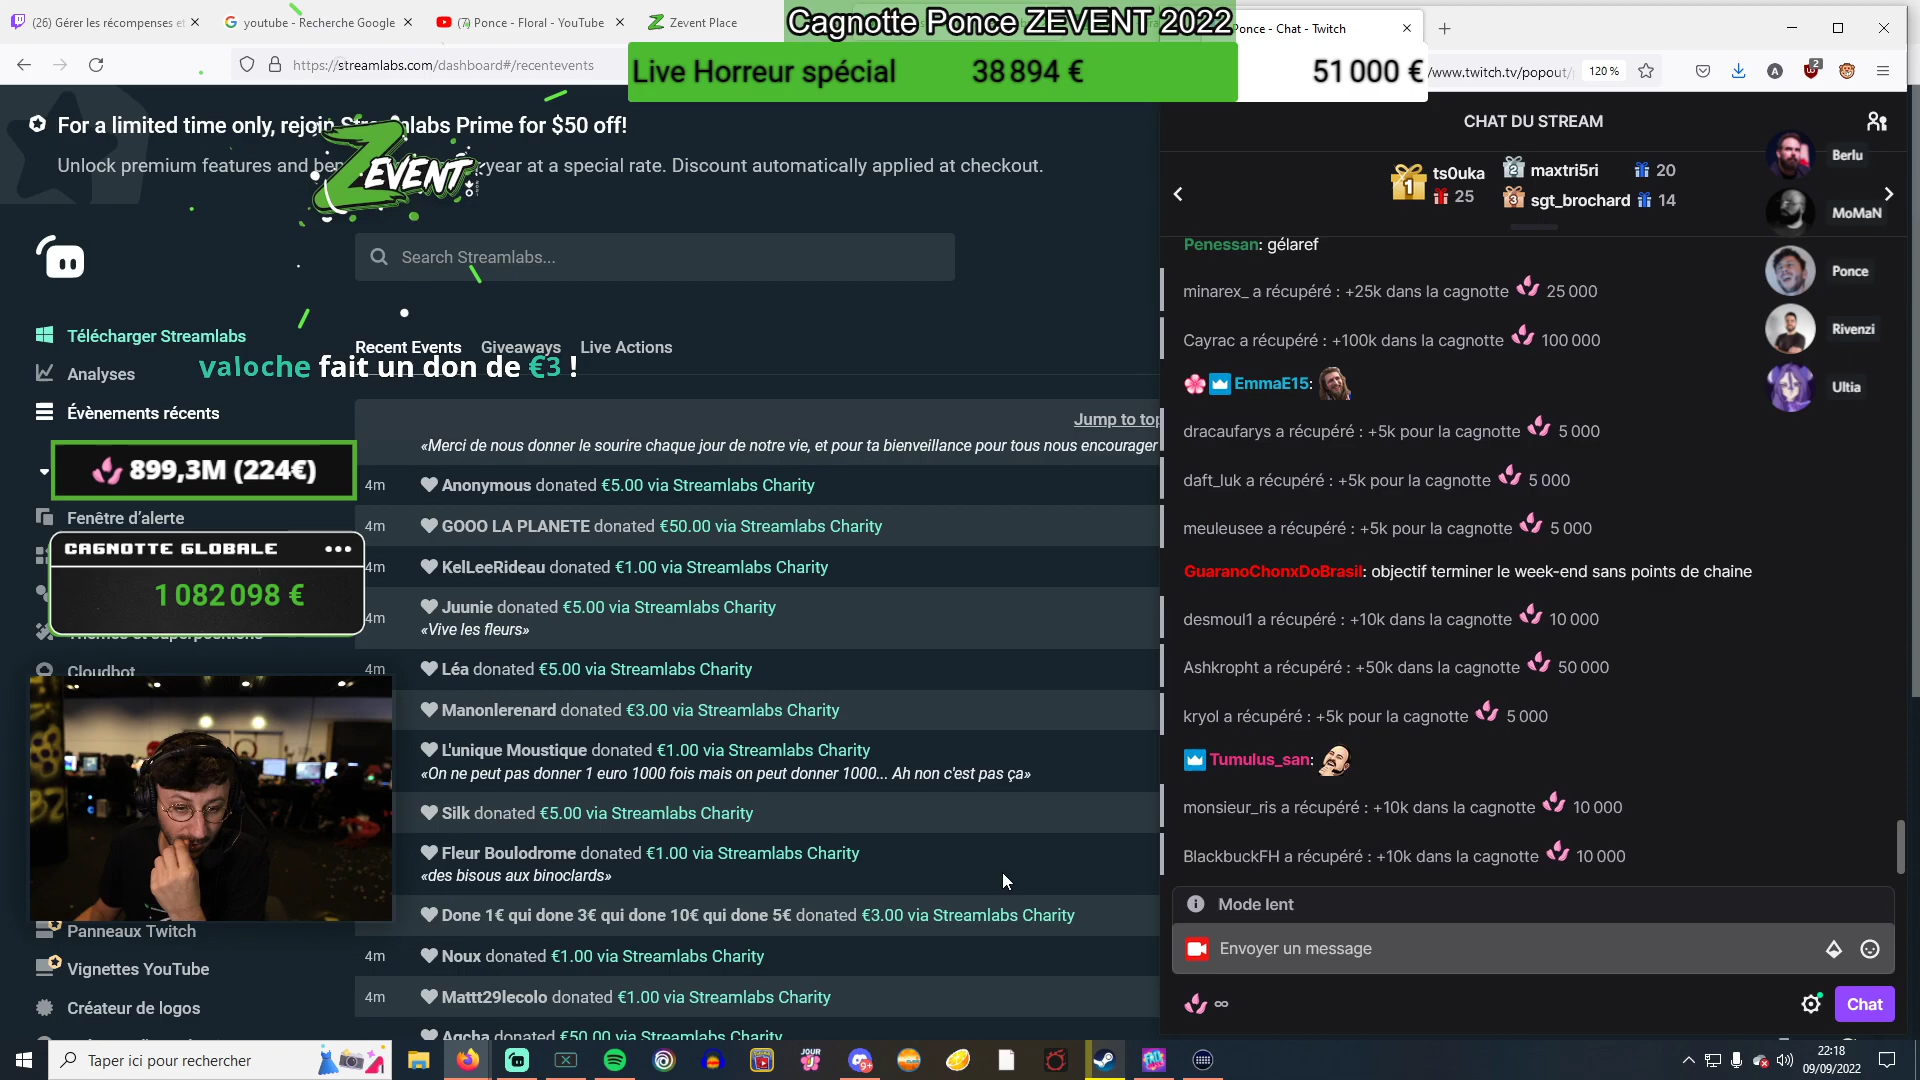 (26) Gérer les récompenses et
youtube - Recherche Google
(7) Ponce - Floral - YouTube
Zevent Place
Cagnotte Ponce ZEVENT 2022
Ponce - Chat - Twitch
https://streamlabs.com/dashboard#/recentevents
Live Horreur spécial 38 894 € 51 000 €
/www.twitch.tv/popout/
120 %
For a limited time only, rejoin Streamlabs Prime for $50 off!
Unlock premium features and
year at a special rate. Discount automatically applied at checkout.
ZEVENT
Search Streamlabs...
Télécharger Streamlabs
Analyses
Évènements récents
Recent Events Giveaways Live Actions
valoche fait un don de €3 !
899,3M (224€)
Fenêtre d'alerte
CAGNOTTE GLOBALE
1 082 098 €
Thèmes et superpositions
Cloudbot
Panneaux Twitch
Vignettes YouTube
Créateur de logos
Jump to top
«Merci de nous donner le sourire chaque jour de notre vie, et pour ta bienveillance pour tous nous encourager
4m Anonymous donated €5.00 via Streamlabs Charity
4m GOOO LA PLANETE donated €50.00 via Streamlabs Charity
4m KelLeeRideau donated €1.00 via Streamlabs Charity
4m Juunie donated €5.00 via Streamlabs Charity
«Vive les fleurs»
4m Léa donated €5.00 via Streamlabs Charity
Manonlerenard donated €3.00 via Streamlabs Charity
L'unique Moustique donated €1.00 via Streamlabs Charity
«On ne peut pas donner 1 euro 1000 fois mais on peut donner 1000... Ah non c'est pas ça»
Silk donated €5.00 via Streamlabs Charity
Fleur Boulodrome donated €1.00 via Streamlabs Charity
«des bisous aux binoclards»
Done 1€ qui done 3€ qui done 10€ qui done 5€ donated €3.00 via Streamlabs Charity
4m Noux donated €1.00 via Streamlabs Charity
4m Mattt29lecolo donated €1.00 via Streamlabs Charity
Agcha donated €50.00 via Streamlabs Charity
CHAT DU STREAM
1 ts0uka 25
2 maxtri5ri 20
3 sgt_brochard 14
Berlu
MoMaN
Ponce
Rivenzi
Ultia
Penessan: gélaref
minarex_ a récupéré : +25k dans la cagnotte 25 000
Cayrac a récupéré : +100k dans la cagnotte 100 000
EmmaE15:
dracaufarys a récupéré : +5k pour la cagnotte 5 000
daft_luk a récupéré : +5k pour la cagnotte 5 000
meuleusee a récupéré : +5k pour la cagnotte 5 000
GuaranoChonxDoBrasil: objectif terminer le week-end sans points de chaine
desmoul1 a récupéré : +10k dans la cagnotte 10 000
Ashkropht a récupéré : +50k dans la cagnotte 50 000
kryol a récupéré : +5k pour la cagnotte 5 000
Tumulus_san:
monsieur_ris a récupéré : +10k dans la cagnotte 10 000
BlackbuckFH a récupéré : +10k dans la cagnotte 10 000
Mode lent
Envoyer un message
∞
Chat
Taper ici pour rechercher
22:18
09/09/2022